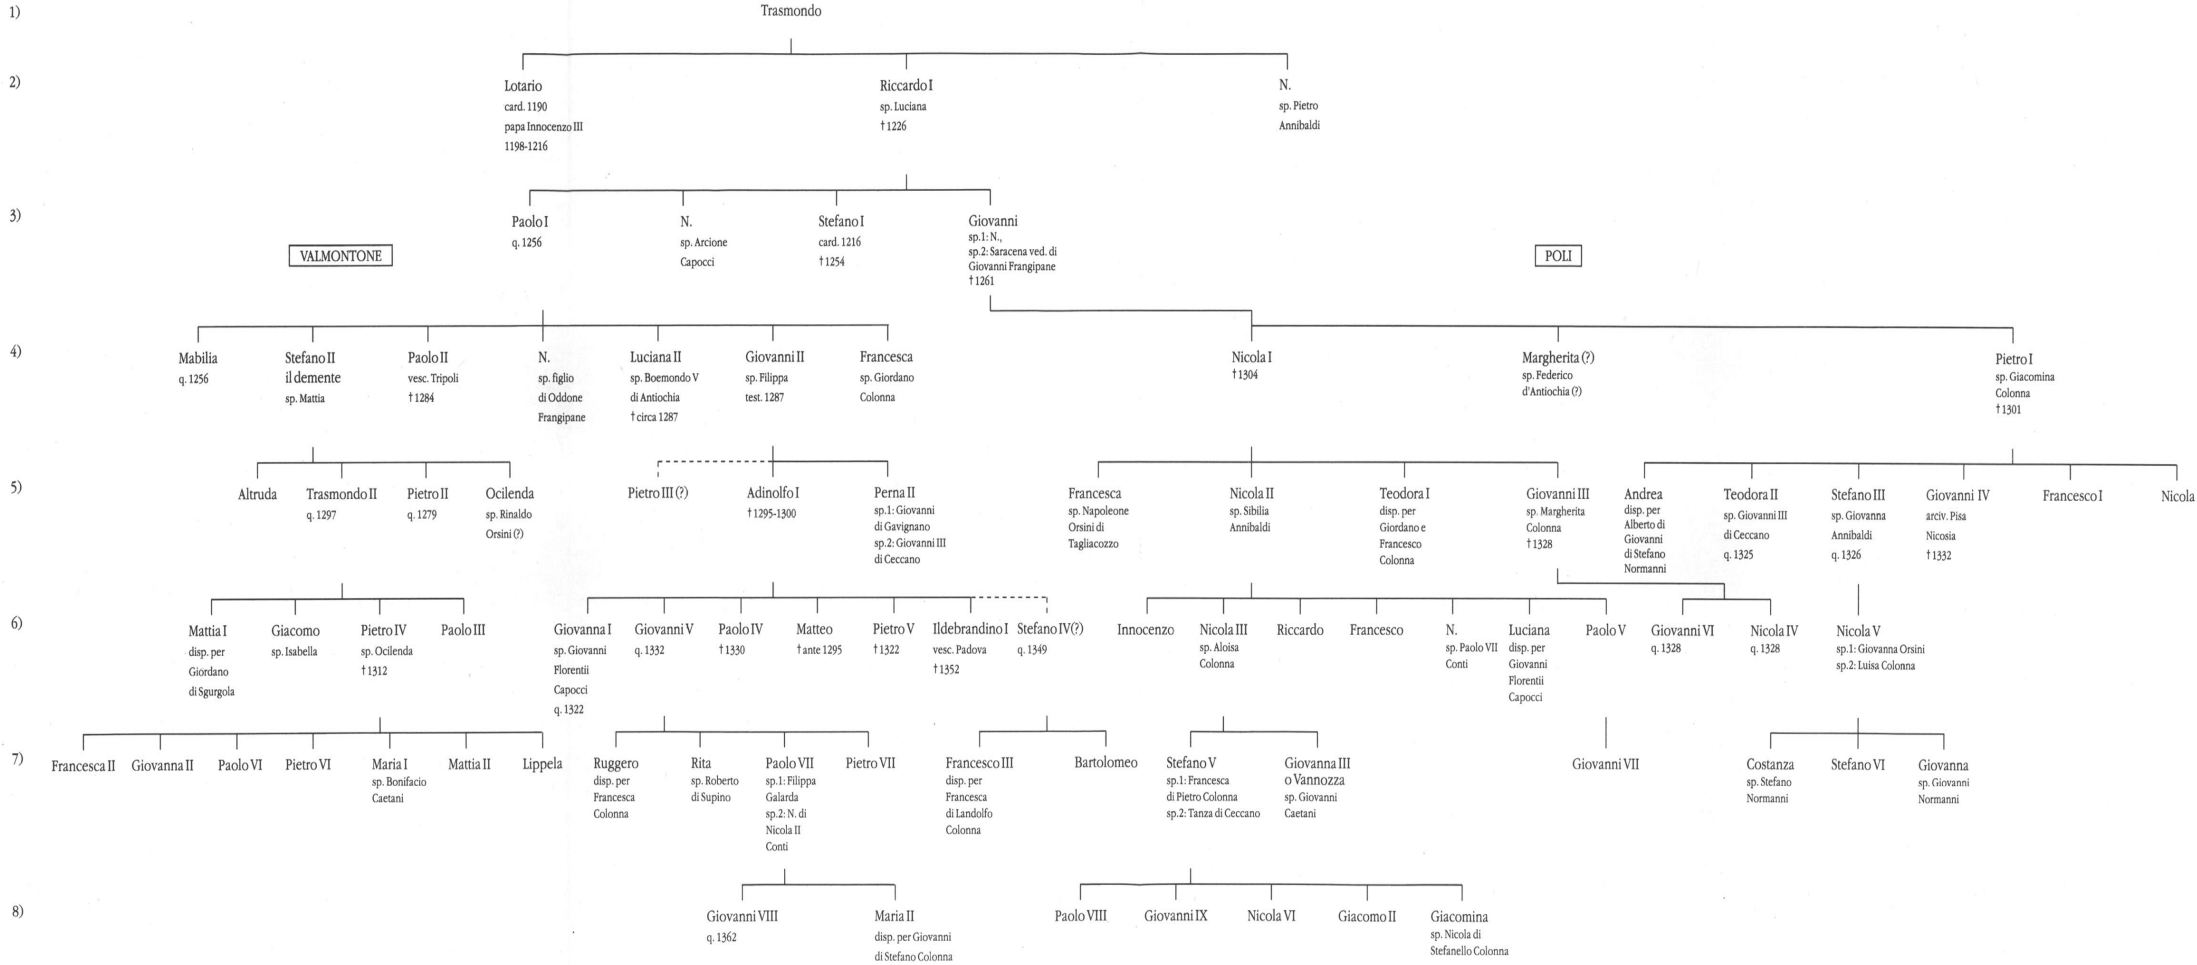 1)
Trasmondo
2)
Lotario
card. 1190
papa Innocenzo III
1198-1216
Riccardo I
sp. Luciana
† 1226
N.
sp. Pietro
Annibaldi
3)
Paolo I
q. 1256
N.
sp. Arcione
Capocci
Stefano I
card. 1216
† 1254
Giovanni
sp.1: N.,
sp.2: Saracena ved. di
Giovanni Frangipane
† 1261
VALMONTONE
POLI
4)
Mabilia
q. 1256
Stefano II
il demente
sp. Mattia
Paolo II
vesc. Tripoli
† 1284
N.
sp. figlio
di Oddone
Frangipane
Luciana II
sp. Boemondo V
di Antiochia
† circa 1287
Giovanni II
sp. Filippa
test. 1287
Francesca
sp. Giordano
Colonna
Nicola I
† 1304
Margherita (?)
sp. Federico
d'Antiochia (?)
Pietro I
sp. Giacomina
Colonna
† 1301
5)
Altruda
Trasmondo II
q. 1297
Pietro II
q. 1279
Ocilenda
sp. Rinaldo
Orsini (?)
Pietro III (?)
Adinolfo I
† 1295-1300
Perna II
sp.1: Giovanni
di Gavignano
sp.2: Giovanni III
di Ceccano
Francesca
sp. Napoleone
Orsini di
Tagliacozzo
Nicola II
sp. Sibilia
Annibaldi
Teodora I
disp. per
Giordano e
Francesco
Colonna
Giovanni III
sp. Margherita
Colonna
† 1328
Andrea
disp. per
Alberto di
Giovanni
di Stefano
Normanni
Teodora II
sp. Giovanni III
di Ceccano
q. 1325
Stefano III
sp. Giovanna
Annibaldi
q. 1326
Giovanni IV
arciv. Pisa
Nicosia
† 1332
Francesco I
Nicola
6)
Mattia I
disp. per
Giordano
di Sgurgola
Giacomo
sp. Isabella
Pietro IV
sp. Ocilenda
† 1312
Paolo III
Giovanna I
sp. Giovanni
Florentii
Capocci
q. 1322
Giovanni V
q. 1332
Paolo IV
† 1330
Matteo
† ante 1295
Pietro V
† 1322
Ildebrandino I
vesc. Padova
† 1352
Stefano IV(?)
q. 1349
Innocenzo
Nicola III
sp. Aloisa
Colonna
Riccardo
Francesco
N.
sp. Paolo VII
Conti
Luciana
disp. per
Giovanni
Florentii
Capocci
Paolo V
Giovanni VI
q. 1328
Nicola IV
q. 1328
Nicola V
sp.1: Giovanna Orsini
sp.2: Luisa Colonna
7)
Francesca II
Giovanna II
Paolo VI
Pietro VI
Maria I
sp. Bonifacio
Caetani
Mattia II
Lippela
Ruggero
disp. per
Francesca
Colonna
Rita
sp. Roberto
di Supino
Paolo VII
sp.1: Filippa
Galarda
sp.2: N. di
Nicola II
Conti
Pietro VII
Francesco III
disp. per
Francesca
di Landolfo
Colonna
Bartolomeo
Stefano V
sp.1: Francesca
di Pietro Colonna
sp.2: Tanza di Ceccano
Giovanna III
o Vannozza
sp. Giovanni
Caetani
Giovanni VII
Costanza
sp. Stefano
Normanni
Stefano VI
Giovanna
sp. Giovanni
Normanni
8)
Giovanni VIII
q. 1362
Maria II
disp. per Giovanni
di Stefano Colonna
Paolo VIII
Giovanni IX
Nicola VI
Giacomo II
Giacomina
sp. Nicola di
Stefanello Colonna